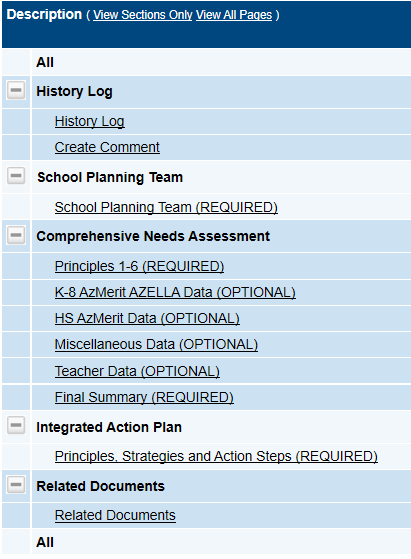 Description ( View Sections Only View All Pages )
All
History Log
History Log
Create Comment
School Planning Team
School Planning Team (REQUIRED)
Comprehensive Needs Assessment
Principles 1-6 (REQUIRED)
K-8 AzMerit AZELLA Data (OPTIONAL)
HS AzMerit Data (OPTIONAL)
Miscellaneous Data (OPTIONAL)
Teacher Data (OPTIONAL)
Final Summary (REQUIRED)
Integrated Action Plan
Principles, Strategies and Action Steps (REQUIRED)
Related Documents
Related Documents
All